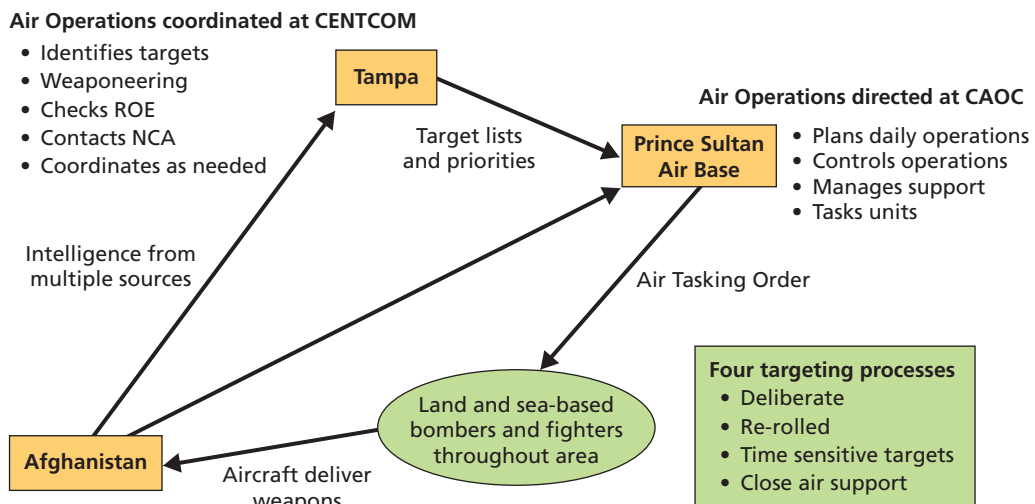 Air Operations coordinated at CENTCOM
• Identifies targets
• Weaponeering
• Checks ROE
• Contacts NCA
• Coordinates as needed
Tampa
Target lists
and priorities
Air Operations directed at CAOC
Prince Sultan
Air Base
• Plans daily operations
• Controls operations
• Manages support
• Tasks units
Intelligence from
multiple sources
Air Tasking Order
Land and sea-based
bombers and fighters
throughout area
Afghanistan
Aircraft deliver
weapons
Four targeting processes
• Deliberate
• Re-rolled
• Time sensitive targets
• Close air support